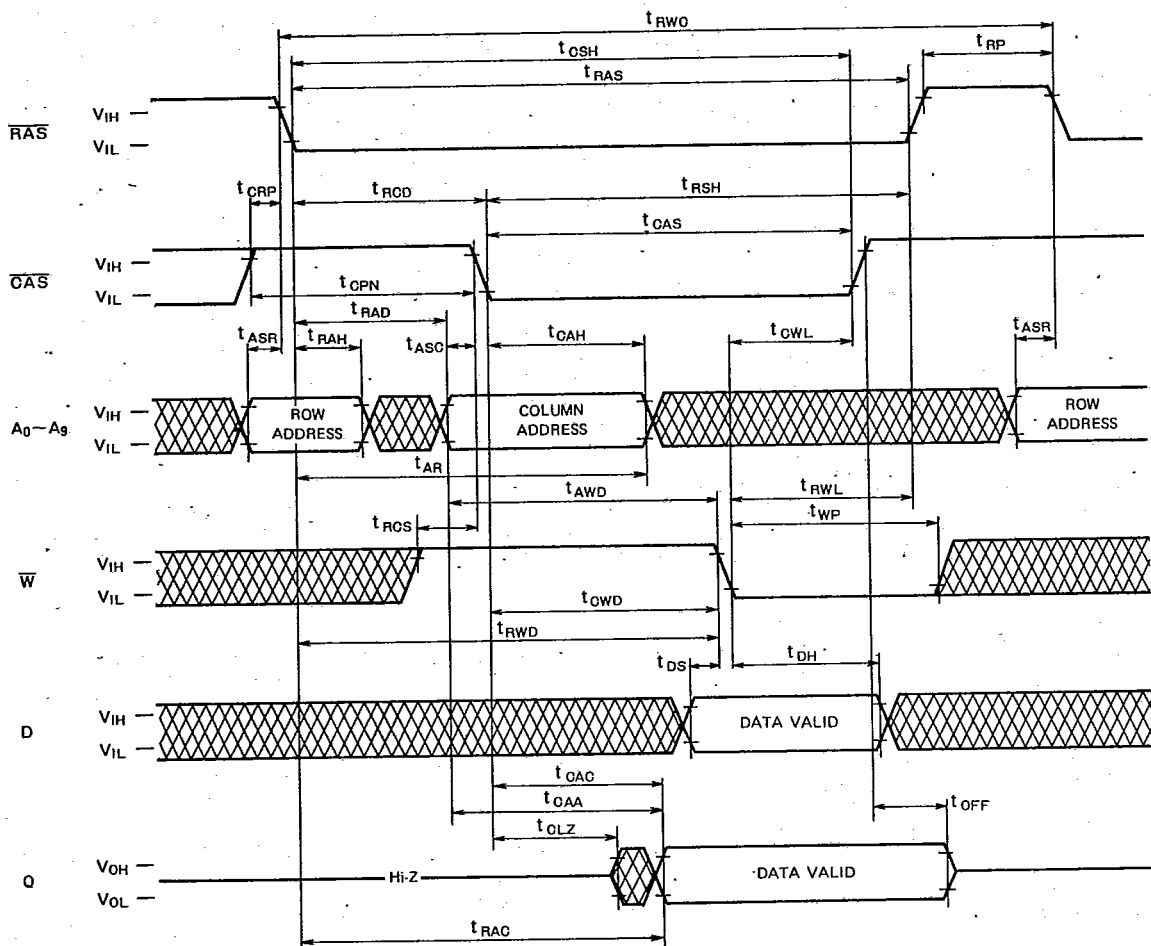 tRWC
tCSH
tRP
tRAS
RAS
VIH
VIL
tCRP
tRCD
tRSH
tCAS
CAS
VIH
VIL
tCPN
tRAD
tASR
tRAH
tASC
tCAH
tCWL
tASR
A0~A9
VIH
VIL
ROW
ADDRESS
COLUMN
ADDRESS
ROW
ADDRESS
tAR
tAWD
tRWL
tRCS
tWP
W
VIH
VIL
tCWD
tRWD
tDS
tDH
D
VIH
VIL
DATA VALID
tCAC
tCAA
tOFF
tCLZ
Q
VOH
VOL
Hi-Z
DATA VALID
tRAC